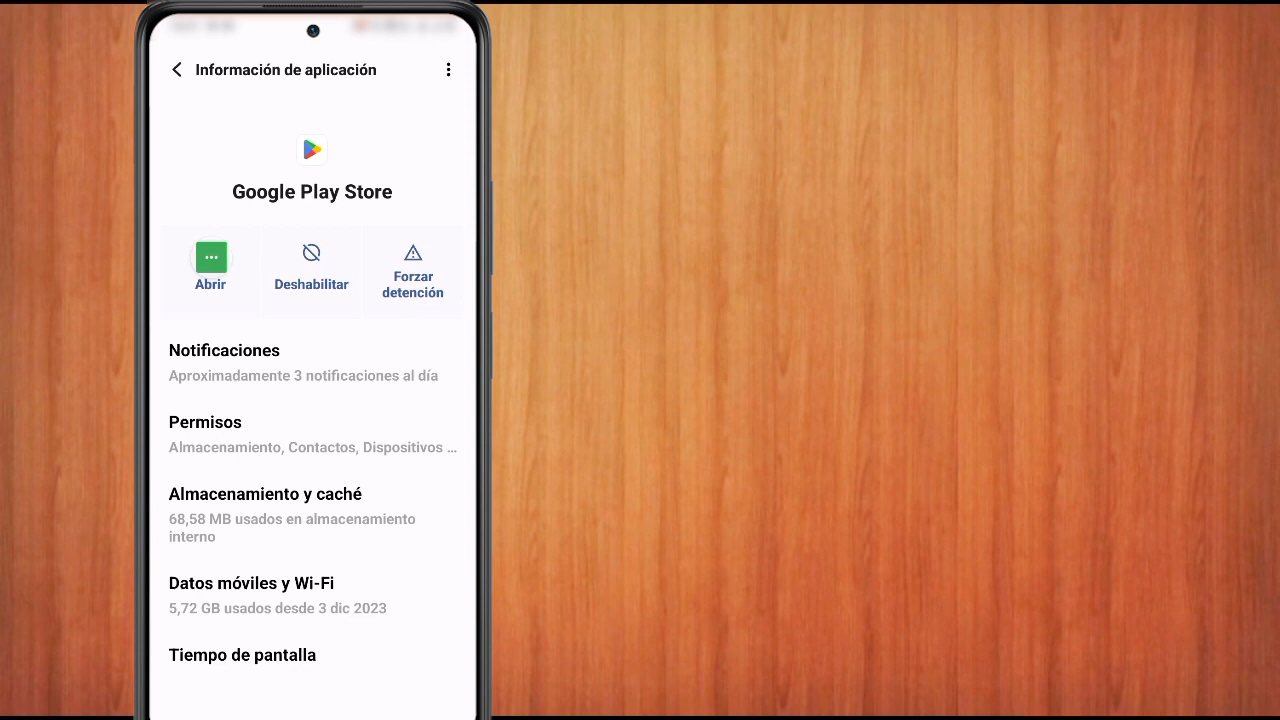 Información de aplicación
Google Play Store
Abrir
Deshabilitar
Forzar
detención
Notificaciones
Aproximadamente 3 notificaciones al día
Permisos
Almacenamiento, Contactos, Dispositivos ...
Almacenamiento y caché
68,58 MB usados en almacenamiento
interno
Datos móviles y Wi-Fi
5,72 GB usados desde 3 dic 2023
Tiempo de pantalla